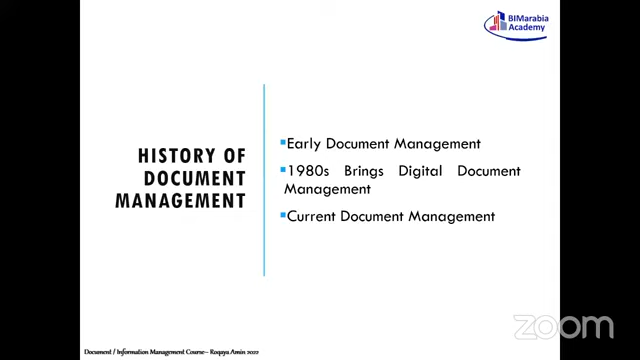 BIMarabia
Academy
HISTORY OF
DOCUMENT
MANAGEMENT
Early Document Management
1980s Brings Digital Document
Management
Current Document Management
Document / Information Management Course– Roqaya Amin 2022
zoom